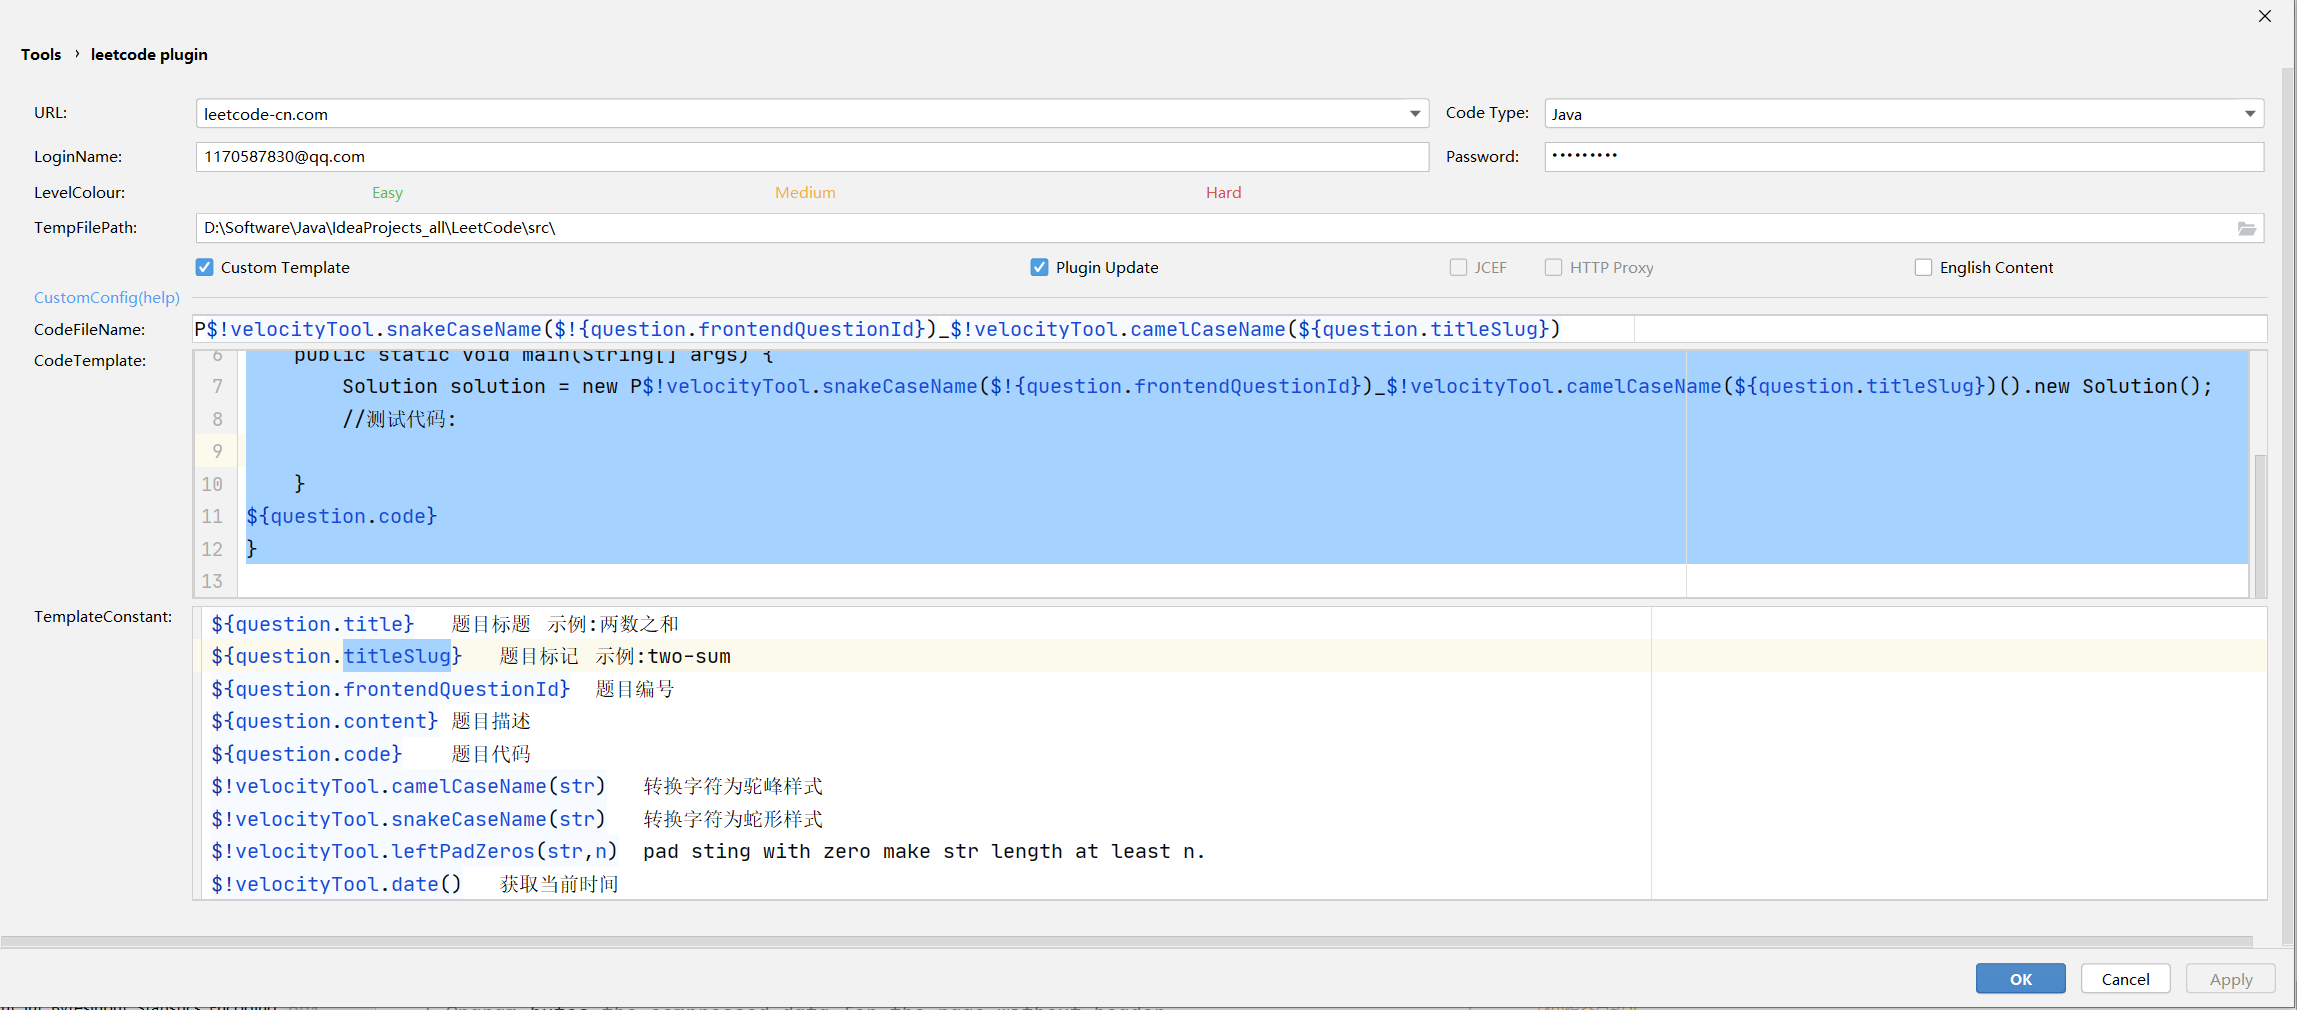 Tools › leetcode plugin
URL: leetcode-cn.com Code Type: Java
LoginName: 1170587830@qq.com Password: •••••••••
LevelColour: Easy Medium Hard
TempFilePath: D:\Software\Java\IdeaProjects_all\LeetCode\src\
Custom Template Plugin Update JCEF HTTP Proxy English Content
CustomConfig(help)
CodeFileName: P$!velocityTool.snakeCaseName($!{question.frontendQuestionId})_$!velocityTool.camelCaseName(${question.titleSlug})
CodeTemplate:
6 public static void main(String[] args) {
7 Solution solution = new P$!velocityTool.snakeCaseName($!{question.frontendQuestionId})_$!velocityTool.camelCaseName(${question.titleSlug})().new Solution();
8 //测试代码:
9
10 }
11 ${question.code}
12 }
13
TemplateConstant:
${question.title} 题目标题 示例:两数之和
${question.titleSlug} 题目标记 示例:two-sum
${question.frontendQuestionId} 题目编号
${question.content} 题目描述
${question.code} 题目代码
$!velocityTool.camelCaseName(str) 转换字符为驼峰样式
$!velocityTool.snakeCaseName(str) 转换字符为蛇形样式
$!velocityTool.leftPadZeros(str,n) pad sting with zero make str length at least n.
$!velocityTool.date() 获取当前时间
OK Cancel Apply